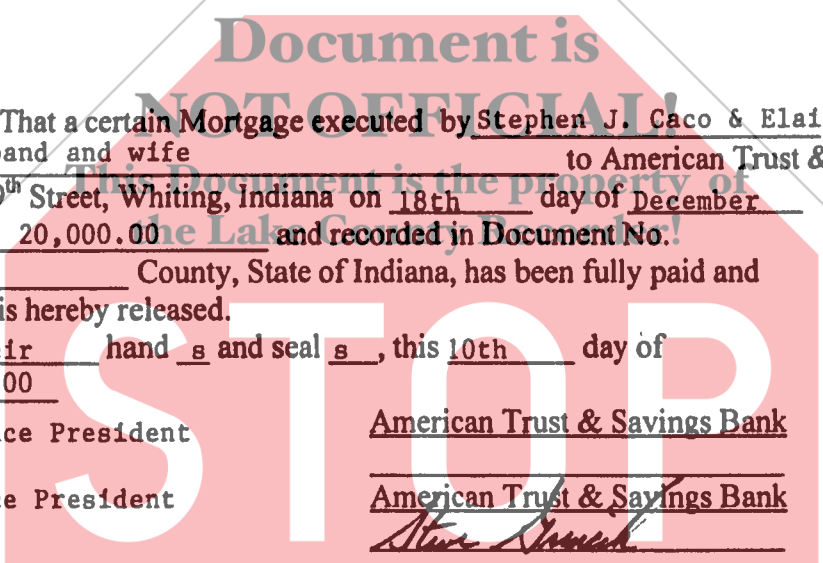 Document is
NOT OFFICIAL!
That a certain Mortgage executed by Stephen J. Caco & Elai
and and wife to American Trust &
This Document is the property of
9th Street, Whiting, Indiana on 18th day of December
20,000.00 and recorded in Document No.
the Lake County Recorder!
County, State of Indiana, has been fully paid and
is hereby released.
ir hand s and seal s, this 10th day of
00
STOP
ce President American Trust & Savings Bank
e President American Trust & Savings Bank
Steve